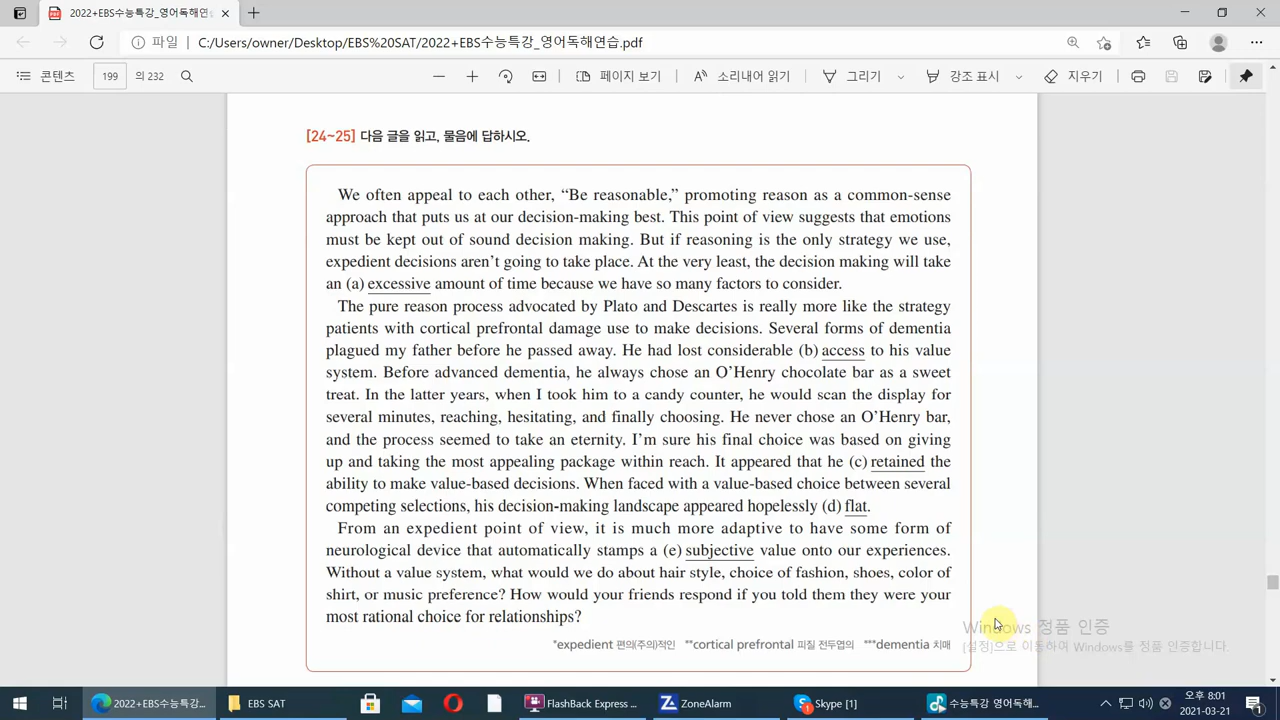 2022+EBS수능특강_영어독해연습
파일 C:/Users/owner/Desktop/EBS%20SAT/2022+EBS수능특강_영어독해연습.pdf
콘텐츠 199 의 232 페이지 보기 소리내어 읽기 그리기 강조 표시 지우기
[24~25] 다음 글을 읽고, 물음에 답하시오.
We often appeal to each other, “Be reasonable,” promoting reason as a common-sense
approach that puts us at our decision-making best. This point of view suggests that emotions
must be kept out of sound decision making. But if reasoning is the only strategy we use,
expedient decisions aren’t going to take place. At the very least, the decision making will take
an (a) excessive amount of time because we have so many factors to consider.
The pure reason process advocated by Plato and Descartes is really more like the strategy
patients with cortical prefrontal damage use to make decisions. Several forms of dementia
plagued my father before he passed away. He had lost considerable (b) access to his value
system. Before advanced dementia, he always chose an O’Henry chocolate bar as a sweet
treat. In the latter years, when I took him to a candy counter, he would scan the display for
several minutes, reaching, hesitating, and finally choosing. He never chose an O’Henry bar,
and the process seemed to take an eternity. I’m sure his final choice was based on giving
up and taking the most appealing package within reach. It appeared that he (c) retained the
ability to make value-based decisions. When faced with a value-based choice between several
competing selections, his decision-making landscape appeared hopelessly (d) flat.
From an expedient point of view, it is much more adaptive to have some form of
neurological device that automatically stamps a (e) subjective value onto our experiences.
Without a value system, what would we do about hair style, choice of fashion, shoes, color of
shirt, or music preference? How would your friends respond if you told them they were your
most rational choice for relationships?
*expedient 편의(주의)적인 **cortical prefrontal 피질 전두엽의 ***dementia 치매
Windows 정품 인증
[설정]으로 이동하여 Windows를 정품 인증합니다.
2022+EBS수능특강... EBS SAT FlashBack Express ... ZoneAlarm Skype [1] 수능특강 영어독해... 오후 8:01
2021-03-21